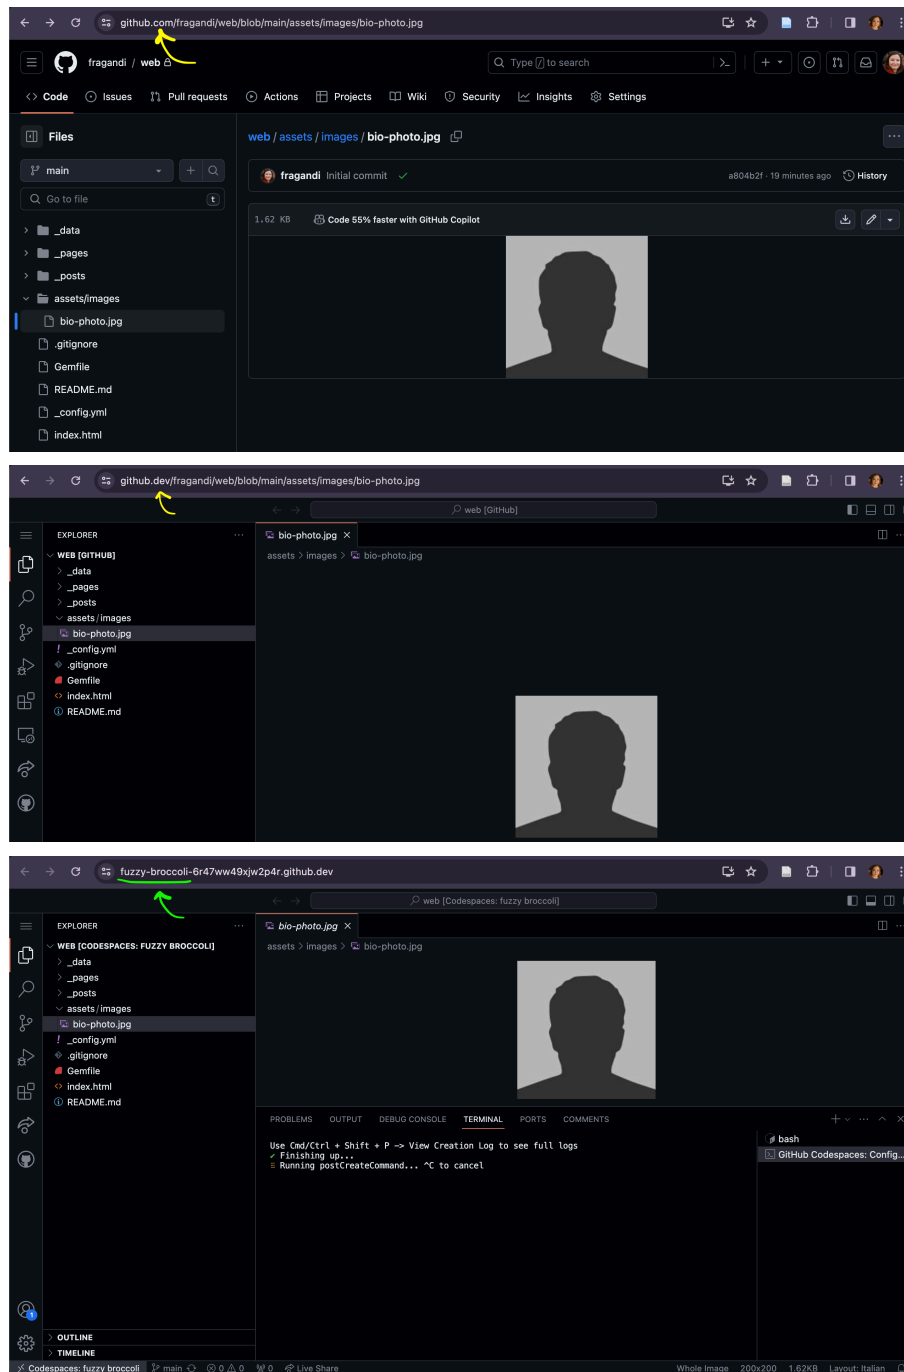 github.com/fragandi/web/blob/main/assets/images/bio-photo.jpg
fragandi / web
Type / to search
Code Issues Pull requests Actions Projects Wiki Security Insights Settings
Files
web / assets / images / bio-photo.jpg
main
fragandi Initial commit
a804b2f · 19 minutes ago History
Go to file
t
1.62 KB Code 55% faster with GitHub Copilot
_data
_pages
_posts
assets/images
bio-photo.jpg
.gitignore
Gemfile
README.md
_config.yml
index.html
github.dev/fragandi/web/blob/main/assets/images/bio-photo.jpg
web [GitHub]
EXPLORER
bio-photo.jpg
WEB [GITHUB]
assets > images > bio-photo.jpg
_data
_pages
_posts
assets/images
bio-photo.jpg
_config.yml
.gitignore
Gemfile
index.html
README.md
fuzzy-broccoli-6r47ww49xjw2p4r.github.dev
web [Codespaces: fuzzy broccoli]
EXPLORER
bio-photo.jpg
WEB [CODESPACES: FUZZY BROCCOLI]
assets > images > bio-photo.jpg
_data
_pages
_posts
assets/images
bio-photo.jpg
_config.yml
.gitignore
Gemfile
index.html
README.md
PROBLEMS OUTPUT DEBUG CONSOLE TERMINAL PORTS COMMENTS
Use Cmd/Ctrl + Shift + P -> View Creation Log to see full logs
Finishing up...
Running postCreateCommand... ^C to cancel
bash
GitHub Codespaces: Config...
1
OUTLINE
TIMELINE
Codespaces: fuzzy broccoli main 0 0 0 Live Share
Whole Image 200x200 1.62KB Layout: Italian